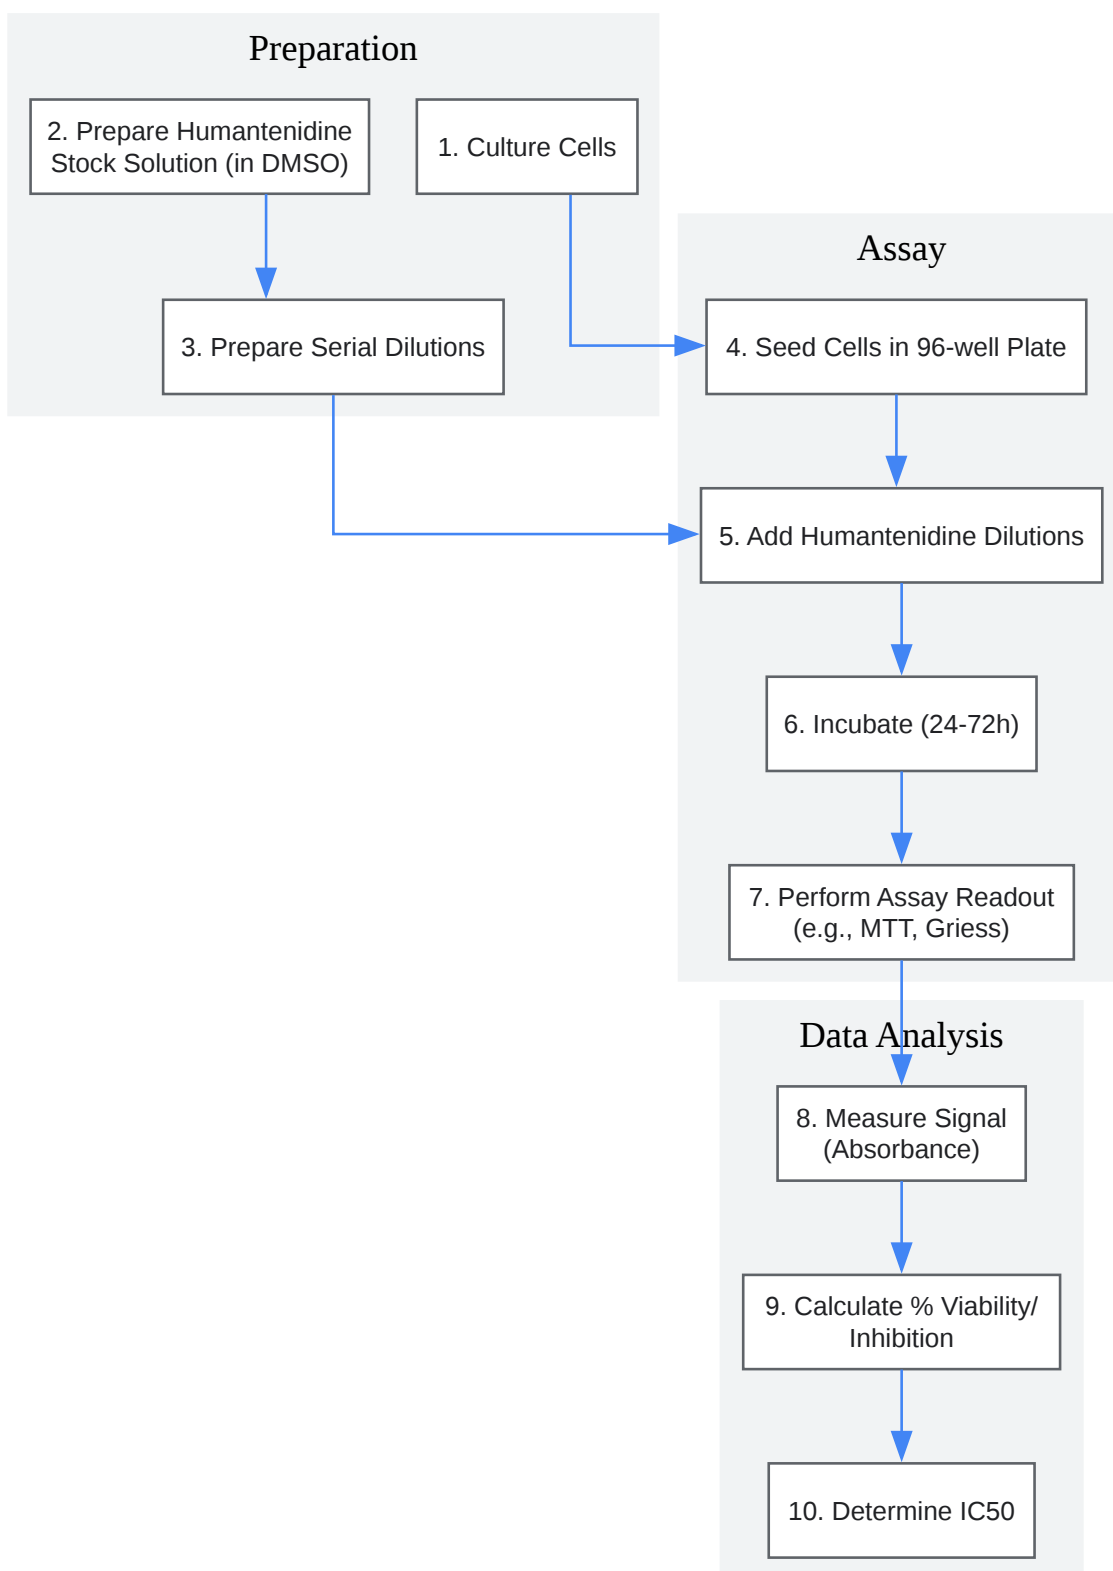 Preparation
2. Prepare Humantenidine
Stock Solution (in DMSO)
1. Culture Cells
3. Prepare Serial Dilutions
Assay
4. Seed Cells in 96-well Plate
5. Add Humantenidine Dilutions
6. Incubate (24-72h)
7. Perform Assay Readout
(e.g., MTT, Griess)
Data Analysis
8. Measure Signal
(Absorbance)
9. Calculate % Viability/
Inhibition
10. Determine IC50